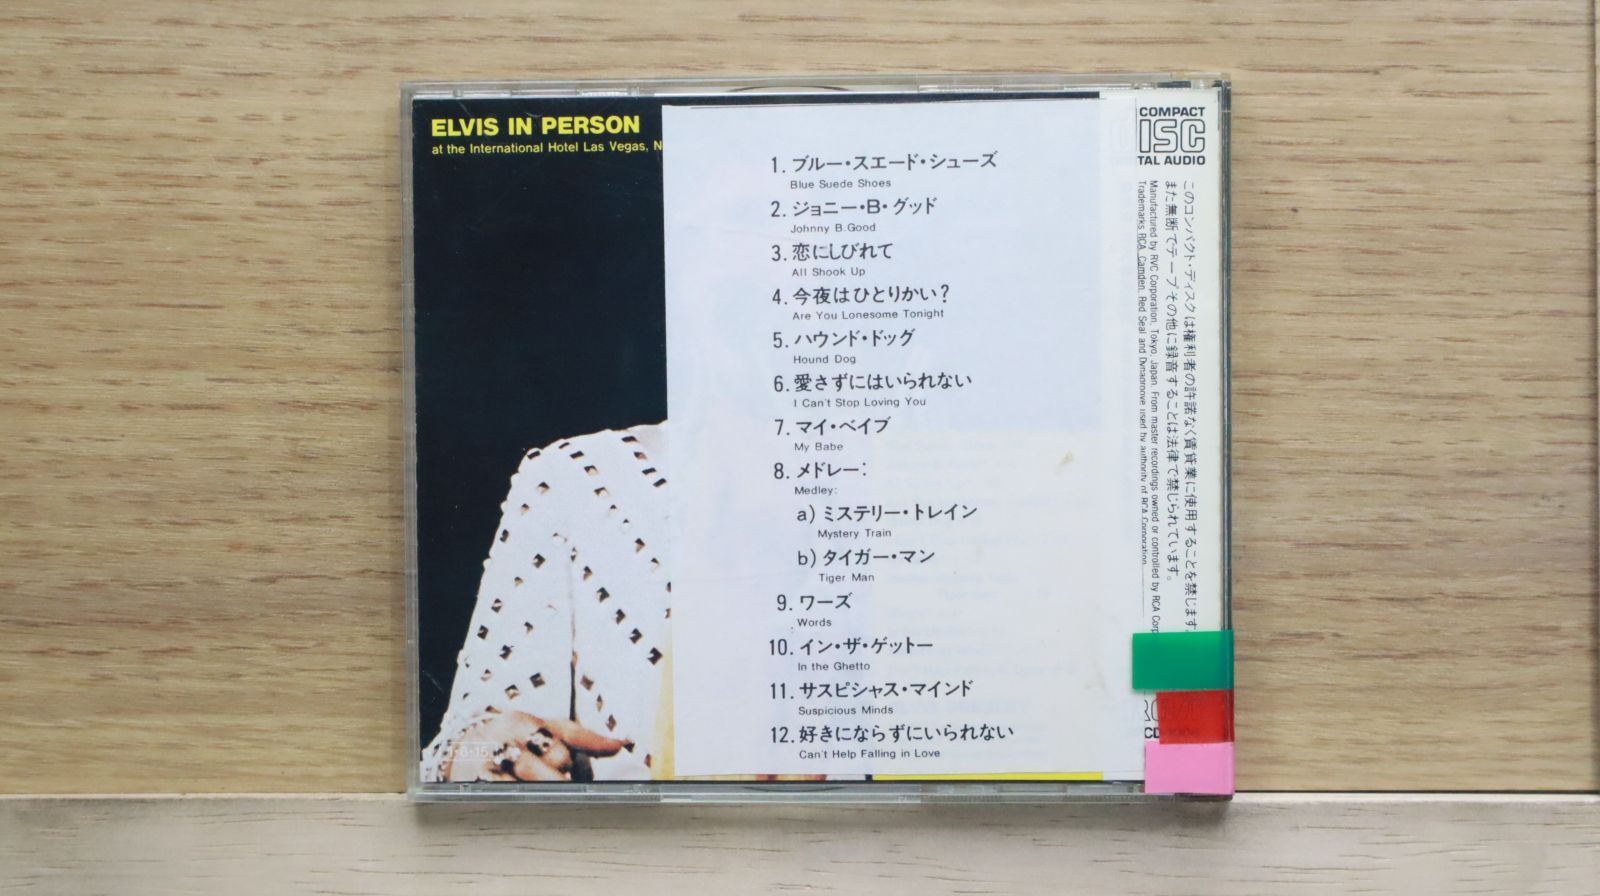 ELVIS IN PERSON
at the International Hotel Las Vegas, N
1. ブルー・スエード・シューズ
Blue Suede Shoes
2. ジョニー・B・グッド
Johnny B.Good
3. 恋にしびれて
All Shook Up
4. 今夜はひとりかい?
Are You Lonesome Tonight
5. ハウンド・ドッグ
Hound Dog
6. 愛さずにはいられない
I Can't Stop Loving You
7. マイ・ベイブ
My Babe
8. メドレー:
Medley:
a) ミステリー・トレイン
Mystery Train
b) タイガー・マン
Tiger Man
9. ワーズ
Words
10. イン・ザ・ゲットー
In the Ghetto
11. サスピシャス・マインド
Suspicious Minds
12. 好きにならずにいられない
Can't Help Falling in Love
COMPACT
DISC
TAL AUDIO
このコンパクト・ディスクは権利者の許諾なく賃貸業に使用することを禁じます。
また無断でテープその他に録音することは法律で禁じられています。
Manufactured by RVC Corporation, Tokyo, Japan. From master recordings owned or controlled by RCA Corp
Trademarks RCA, Camden, Red Seal and Dynagroove used by authority of RCA Corporation